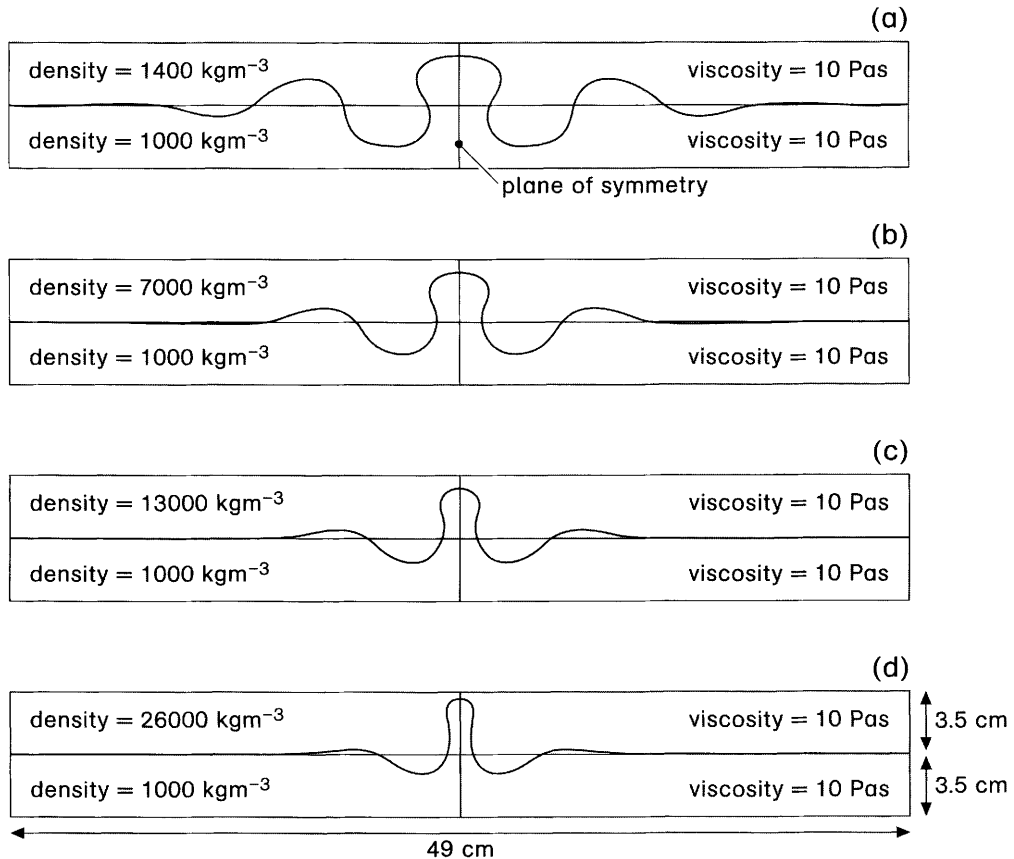 (a)
density = 1400 kgm⁻³ viscosity = 10 Pas
density = 1000 kgm⁻³ viscosity = 10 Pas
plane of symmetry
(b)
density = 7000 kgm⁻³ viscosity = 10 Pas
density = 1000 kgm⁻³ viscosity = 10 Pas
(c)
density = 13000 kgm⁻³ viscosity = 10 Pas
density = 1000 kgm⁻³ viscosity = 10 Pas
(d)
density = 26000 kgm⁻³ viscosity = 10 Pas 3.5 cm
density = 1000 kgm⁻³ viscosity = 10 Pas 3.5 cm
49 cm